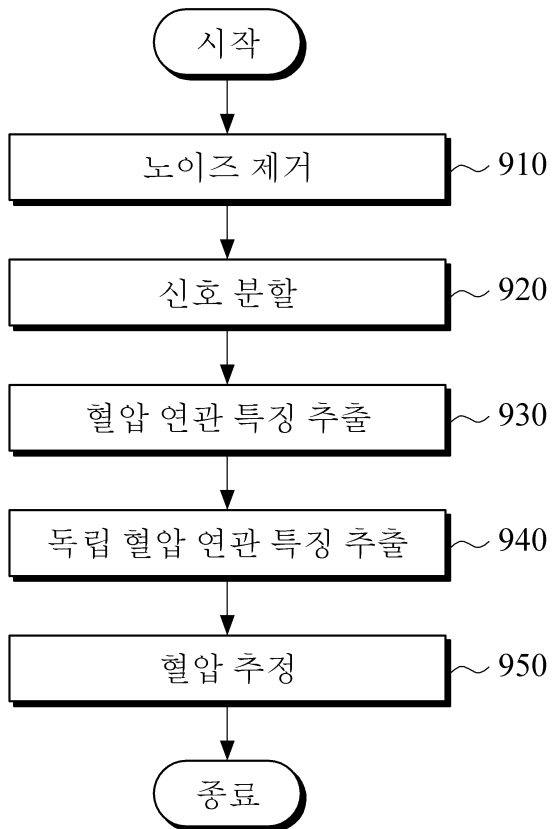 시작
노이즈 제거 910
신호 분할 920
혈압 연관 특징 추출 930
독립 혈압 연관 특징 추출 940
혈압 추정 950
종료